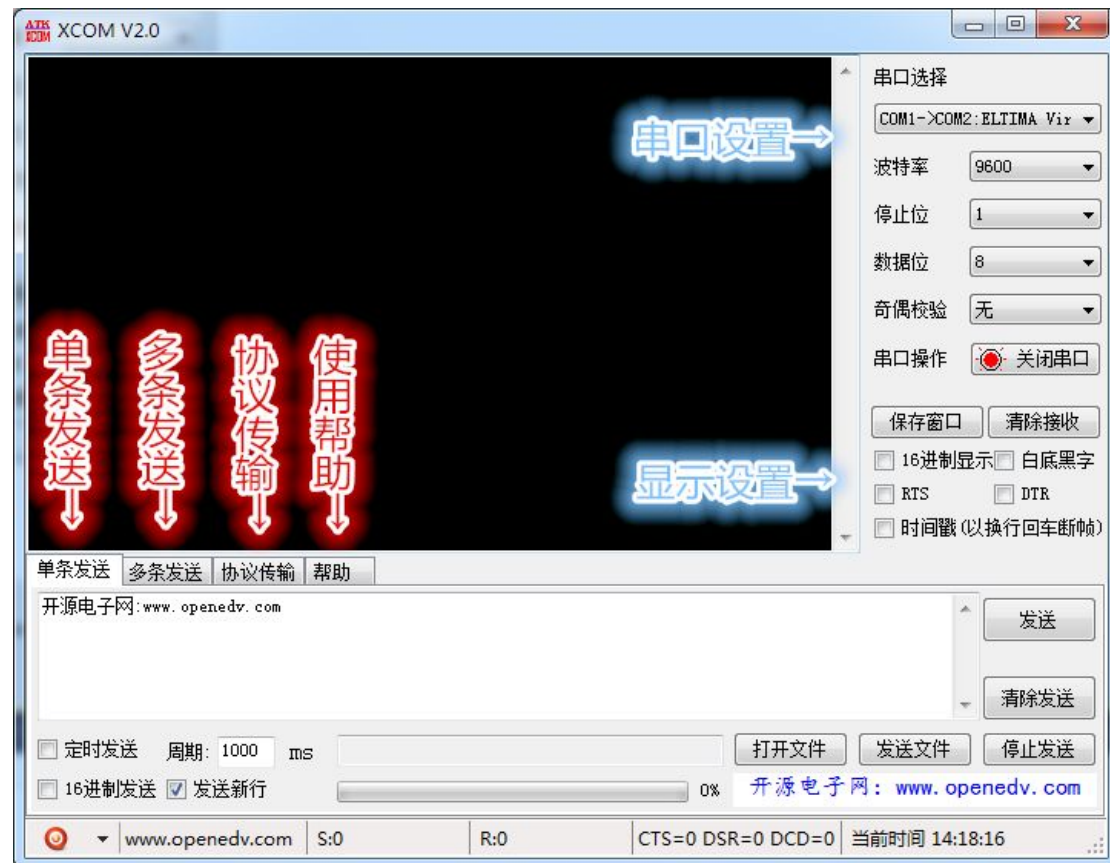 ATK XCOM XCOM V2.0
串口选择
COM1->COM2:ELTIMA Vir
串口设置→
波特率 9600
停止位 1
数据位 8
奇偶校验 无
串口操作 关闭串口
单条发送↓
多条发送↓
协议传输↓
使用帮助↓
显示设置→
保存窗口 清除接收
16进制显示 白底黑字
RTS DTR
时间戳(以换行回车断帧)
单条发送 多条发送 协议传输 帮助
开源电子网:www.openedv.com
发送
清除发送
定时发送 周期: 1000 ms 打开文件 发送文件 停止发送
16进制发送 发送新行 0% 开源电子网: www.openedv.com
www.openedv.com S:0 R:0 CTS=0 DSR=0 DCD=0 当前时间 14:18:16